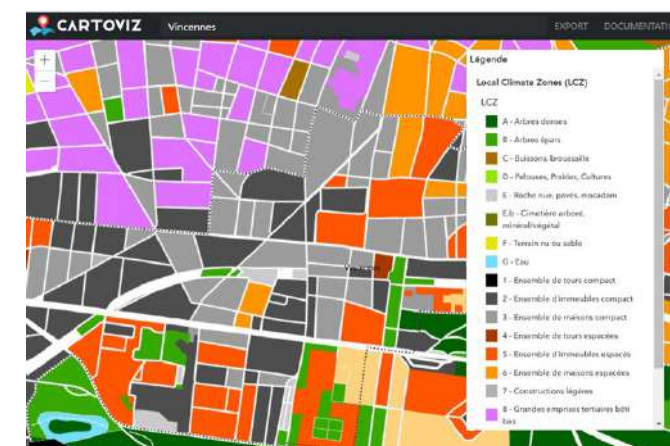 CARTOVIZ
Vincennes
EXPORT
DOCUMENTATI
+
-
Légende
Local Climate Zones (LCZ)
LCZ
A - Arbres denses
B - Arbres épars
C - Buissons, broussaille
D - Pelouses, Prairies, Cultures
E - Roche nue, pavés, macadam
E.b - Cimetière arboré,
minéral/végétal
F - Terrain nu ou sable
G - Eau
1 - Ensemble de tours compact
2 - Ensemble d'immeubles compact
3 - Ensemble de maisons compact
4 - Ensemble de tours espacées
5 - Ensemble d'immeubles espacés
6 - Ensemble de maisons espacées
7 - Constructions légères
8 - Grandes emprises tertiaires bâti
bas